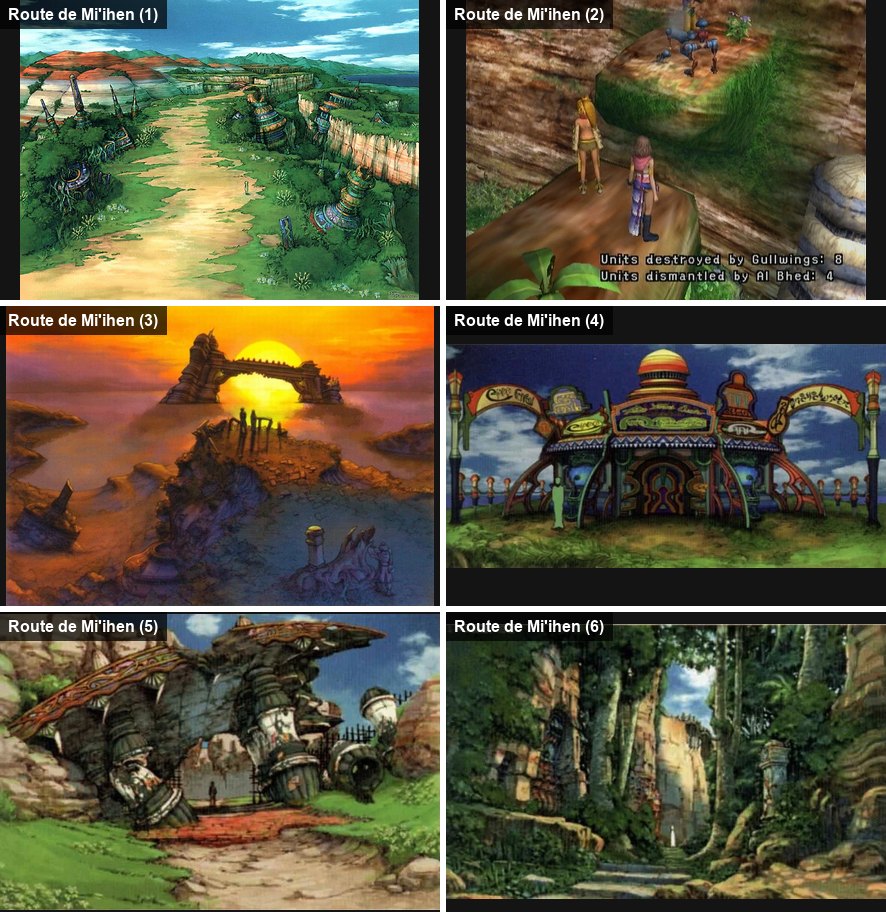 Route de Mi'ihen (1)
Route de Mi'ihen (2)
Units destroyed by Gullwings: 8
Units dismantled by Al Bhed: 4
Route de Mi'ihen (3)
Route de Mi'ihen (4)
Route de Mi'ihen (5)
Route de Mi'ihen (6)